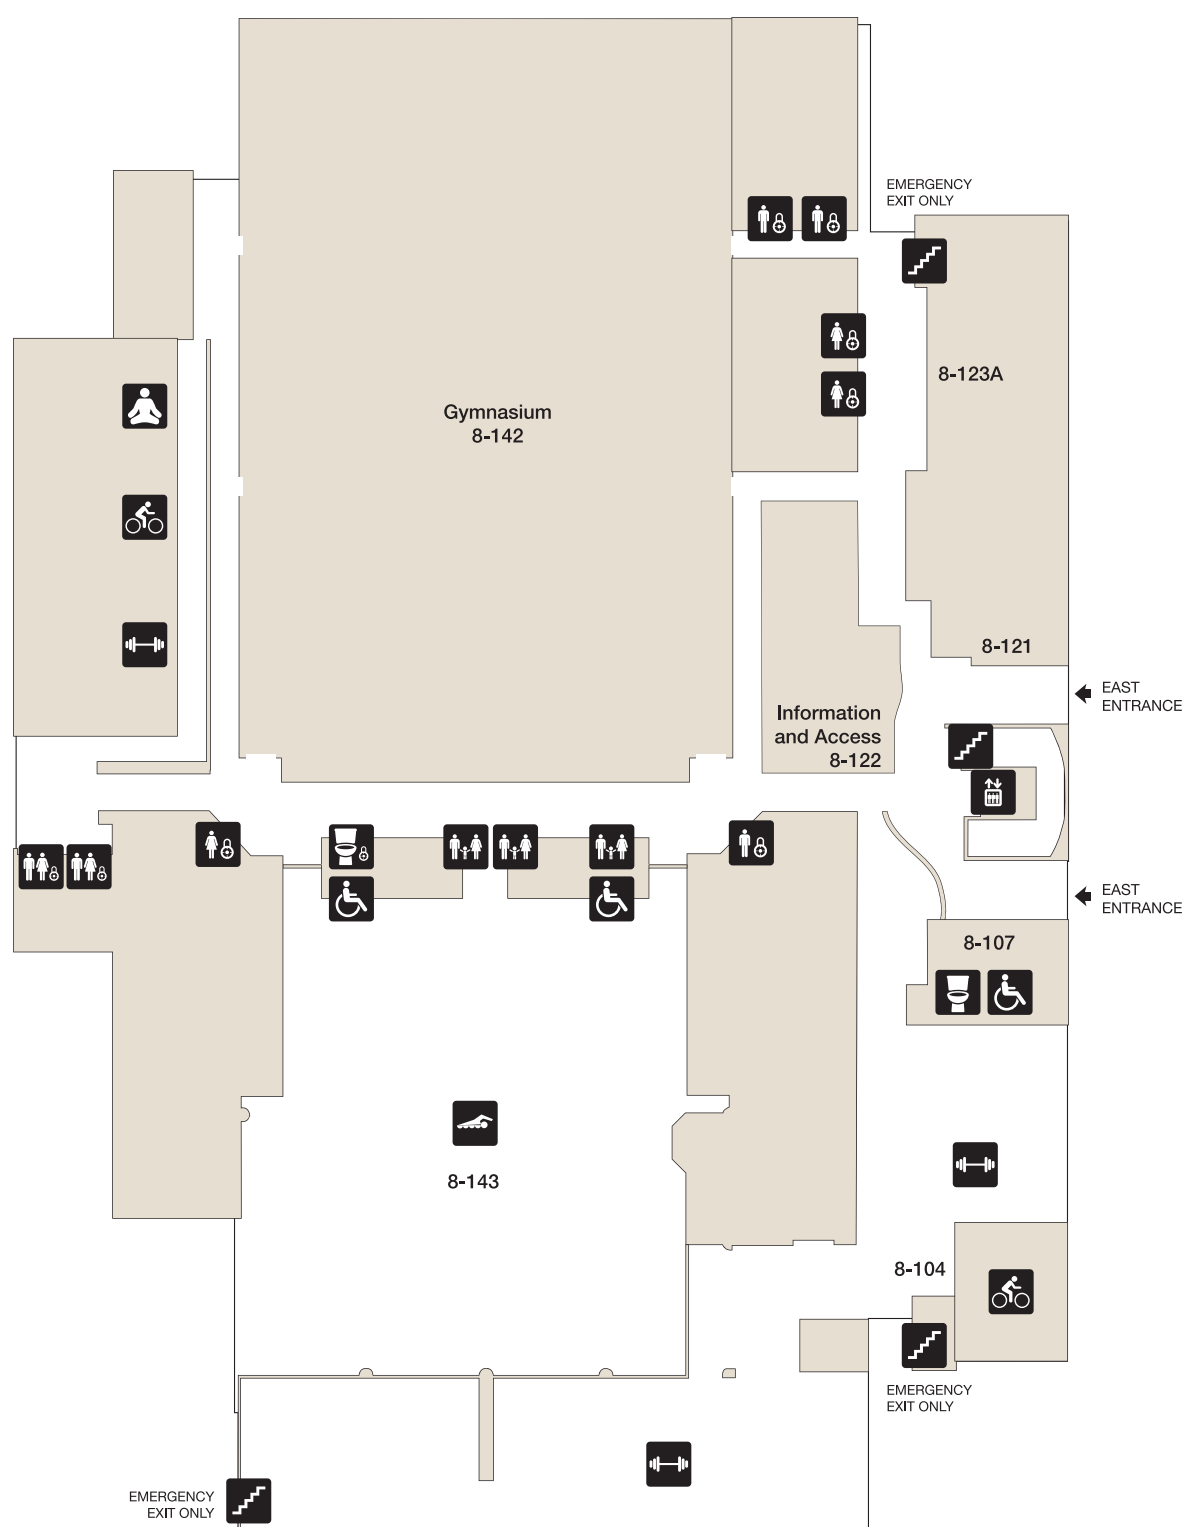 EMERGENCY
EXIT ONLY
8-123A
Gymnasium
8-142
8-121
EAST
ENTRANCE
Information
and Access
8-122
EAST
ENTRANCE
8-107
8-143
8-104
EMERGENCY
EXIT ONLY
EMERGENCY
EXIT ONLY